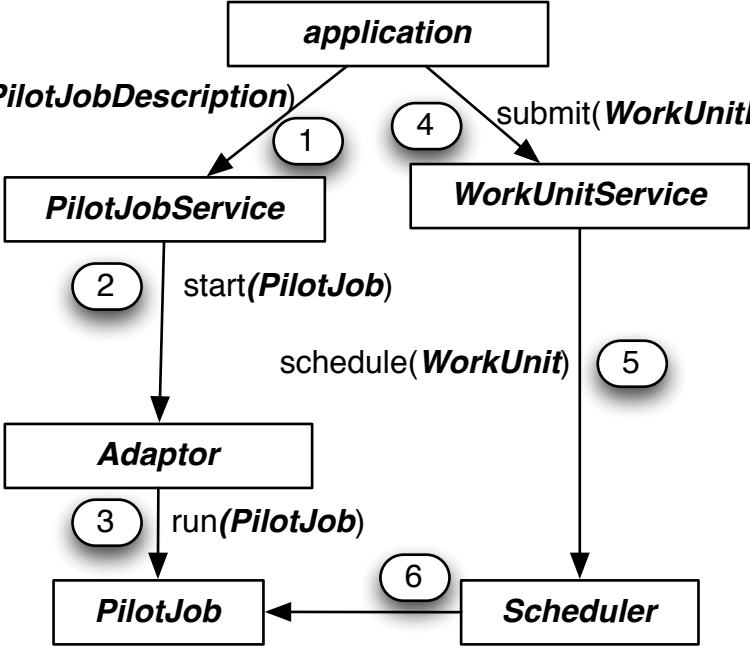 application
PilotJobDescription)
1
4
submit(WorkUnit
PilotJobService
WorkUnitService
2
start(PilotJob)
schedule(WorkUnit)
5
Adaptor
3
run(PilotJob)
6
PilotJob
Scheduler